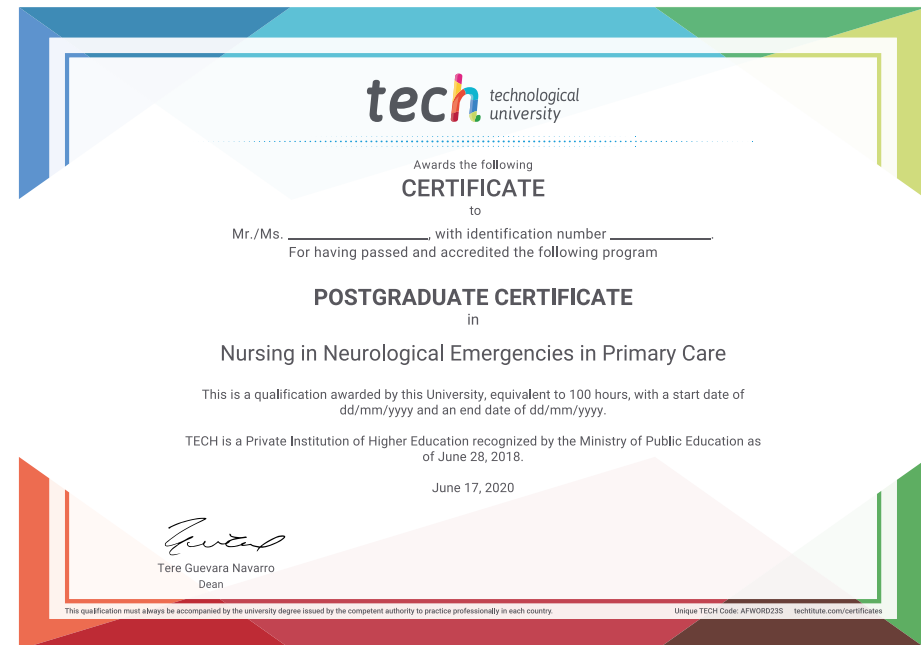 tech technological
university
Awards the following
CERTIFICATE
to
Mr./Ms. ____________________, with identification number ______________.
For having passed and accredited the following program
POSTGRADUATE CERTIFICATE
in
Nursing in Neurological Emergencies in Primary Care
This is a qualification awarded by this University, equivalent to 100 hours, with a start date of
dd/mm/yyyy and an end date of dd/mm/yyyy.
TECH is a Private Institution of Higher Education recognized by the Ministry of Public Education as
of June 28, 2018.
June 17, 2020
Tere Guevara Navarro
Dean
This qualification must always be accompanied by the university degree issued by the competent authority to practice professionally in each country.
Unique TECH Code: AFWORD23S techtitute.com/certificates